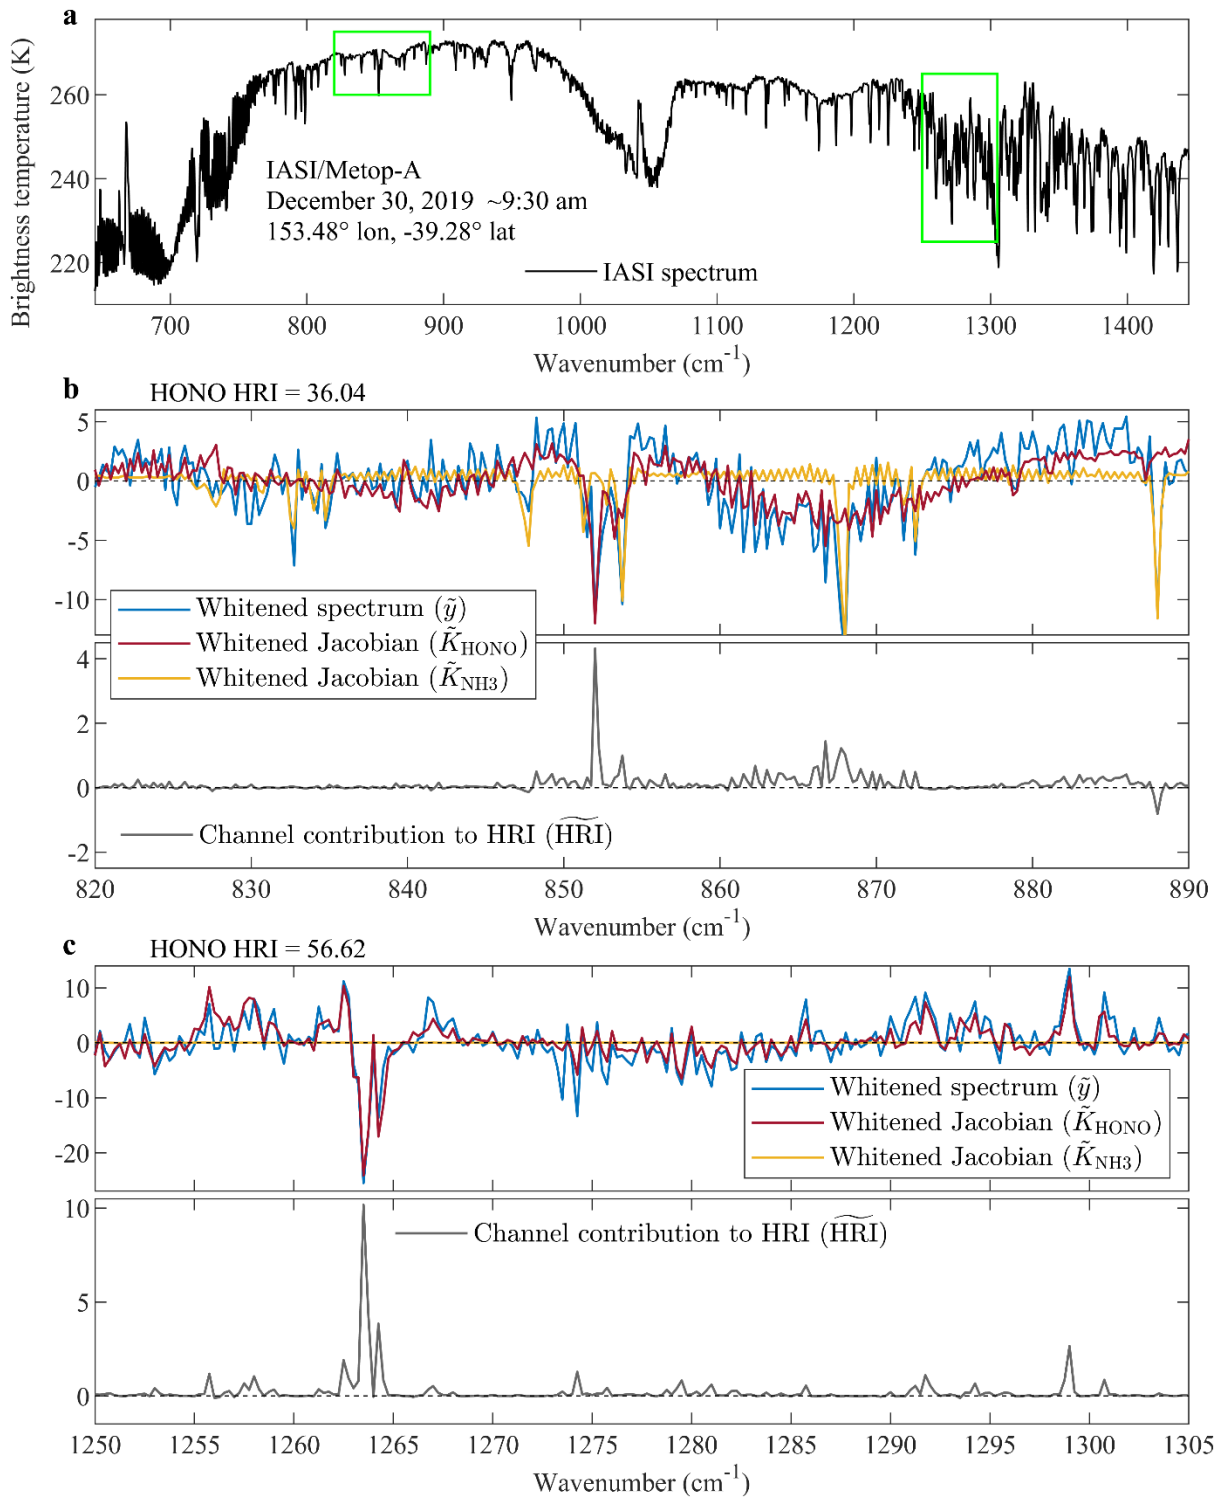 a
Brightness temperature (K)
260
240
220
IASI/Metop-A
December 30, 2019 ~9:30 am
153.48° lon, -39.28° lat
IASI spectrum
700 800 900 1000 1100 1200 1300 1400
Wavenumber (cm⁻¹)
b HONO HRI = 36.04
5
0
-5
-10
Whitened spectrum (ỹ)
Whitened Jacobian (K̃HONO)
Whitened Jacobian (K̃NH3)
4
2
0
-2
Channel contribution to HRI (H͠RI)
820 830 840 850 860 870 880 890
Wavenumber (cm⁻¹)
c HONO HRI = 56.62
10
0
-10
-20
Whitened spectrum (ỹ)
Whitened Jacobian (K̃HONO)
Whitened Jacobian (K̃NH3)
10
5
0
Channel contribution to HRI (H͠RI)
1250 1255 1260 1265 1270 1275 1280 1285 1290 1295 1300 1305
Wavenumber (cm⁻¹)